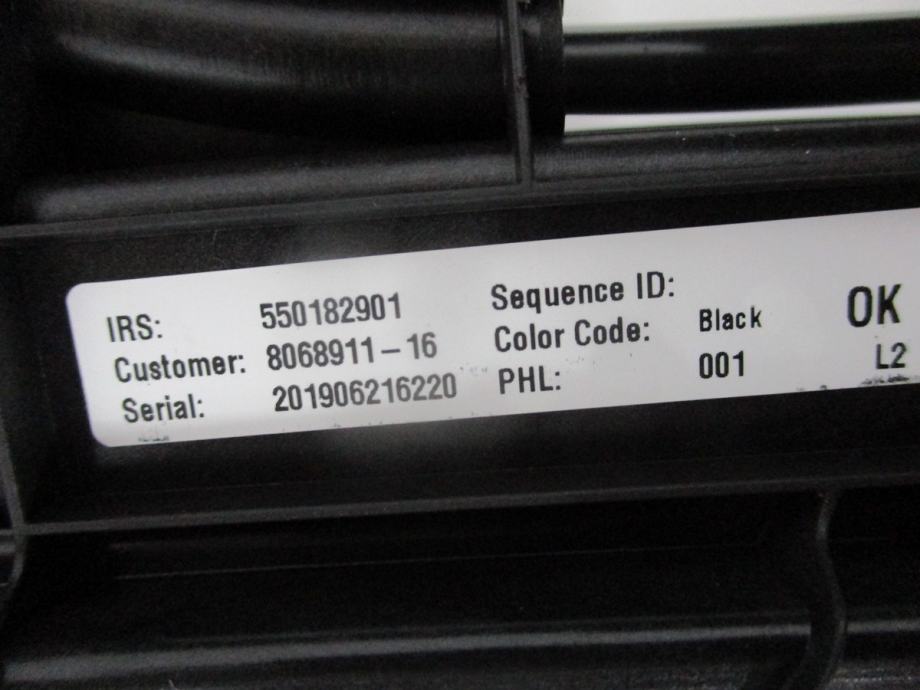 IRS: 550182901 Sequence ID:
Customer: 8068911-16 Color Code: Black OK
Serial: 201906216220 PHL: 001 L2